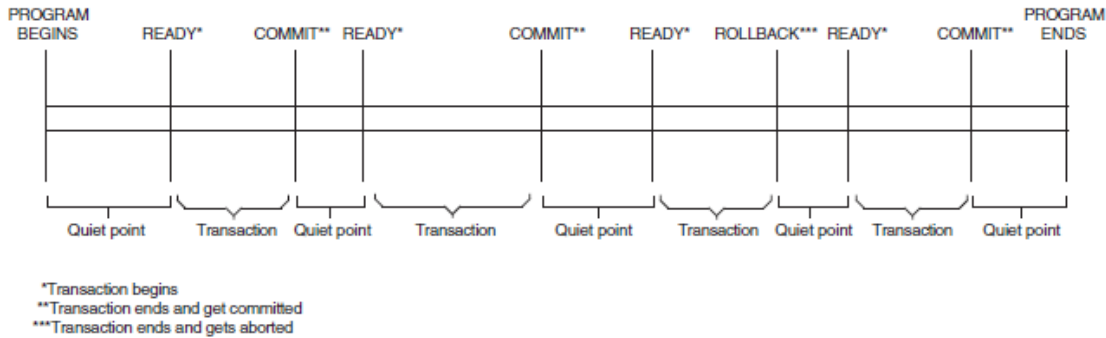 PROGRAM BEGINS
READY*
COMMIT**
READY*
COMMIT**
READY*
ROLLBACK***
READY*
COMMIT**
PROGRAM ENDS
Quiet point
Transaction
Quiet point
Transaction
Quiet point
Transaction
Quiet point
Transaction
Quiet point
*Transaction begins
**Transaction ends and get committed
***Transaction ends and gets aborted